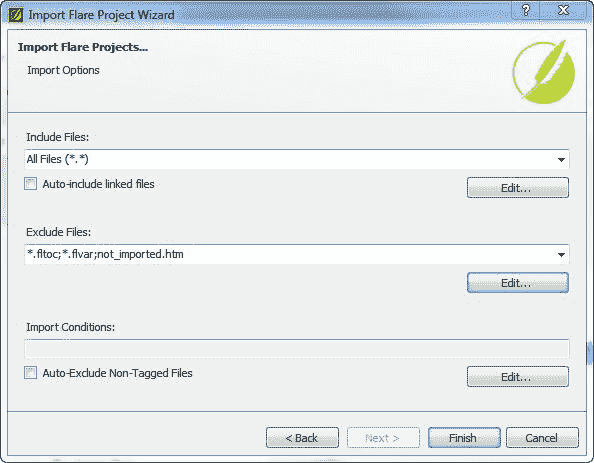 Import Flare Project Wizard
Import Flare Projects...
Import Options
Include Files:
All Files (*.*)
Auto-include linked files
Edit...
Exclude Files:
*.fltoc;*.flvar;not_imported.htm
Edit...
Import Conditions:
Auto-Exclude Non-Tagged Files
Edit...
< Back Next > Finish Cancel